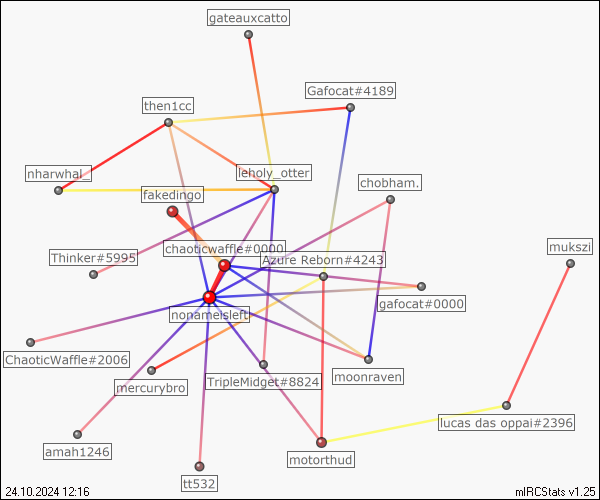 gateauxcatto
Gafocat#4189
then1cc
nharwhal_
leholy_otter
chobham.
fakedingo
chaoticwaffle#0000
mukszi
Thinker#5995
Azure Reborn#4243
gafocat#0000
nonameisleft
ChaoticWaffle#2006
mercurybro
TripleMidget#8824
moonraven
lucas das oppai#2396
amah1246
motorthud
tt532
24.10.2024 12:16
mIRCStats v1.25